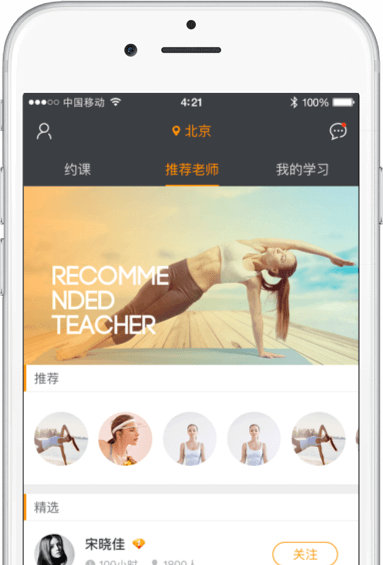 中国移动
4:21
100%
北京
约课
推荐老师
我的学习
RECOMME
NDED
TEACHER
推荐
精选
宋晓佳
关注
100小时
1800人